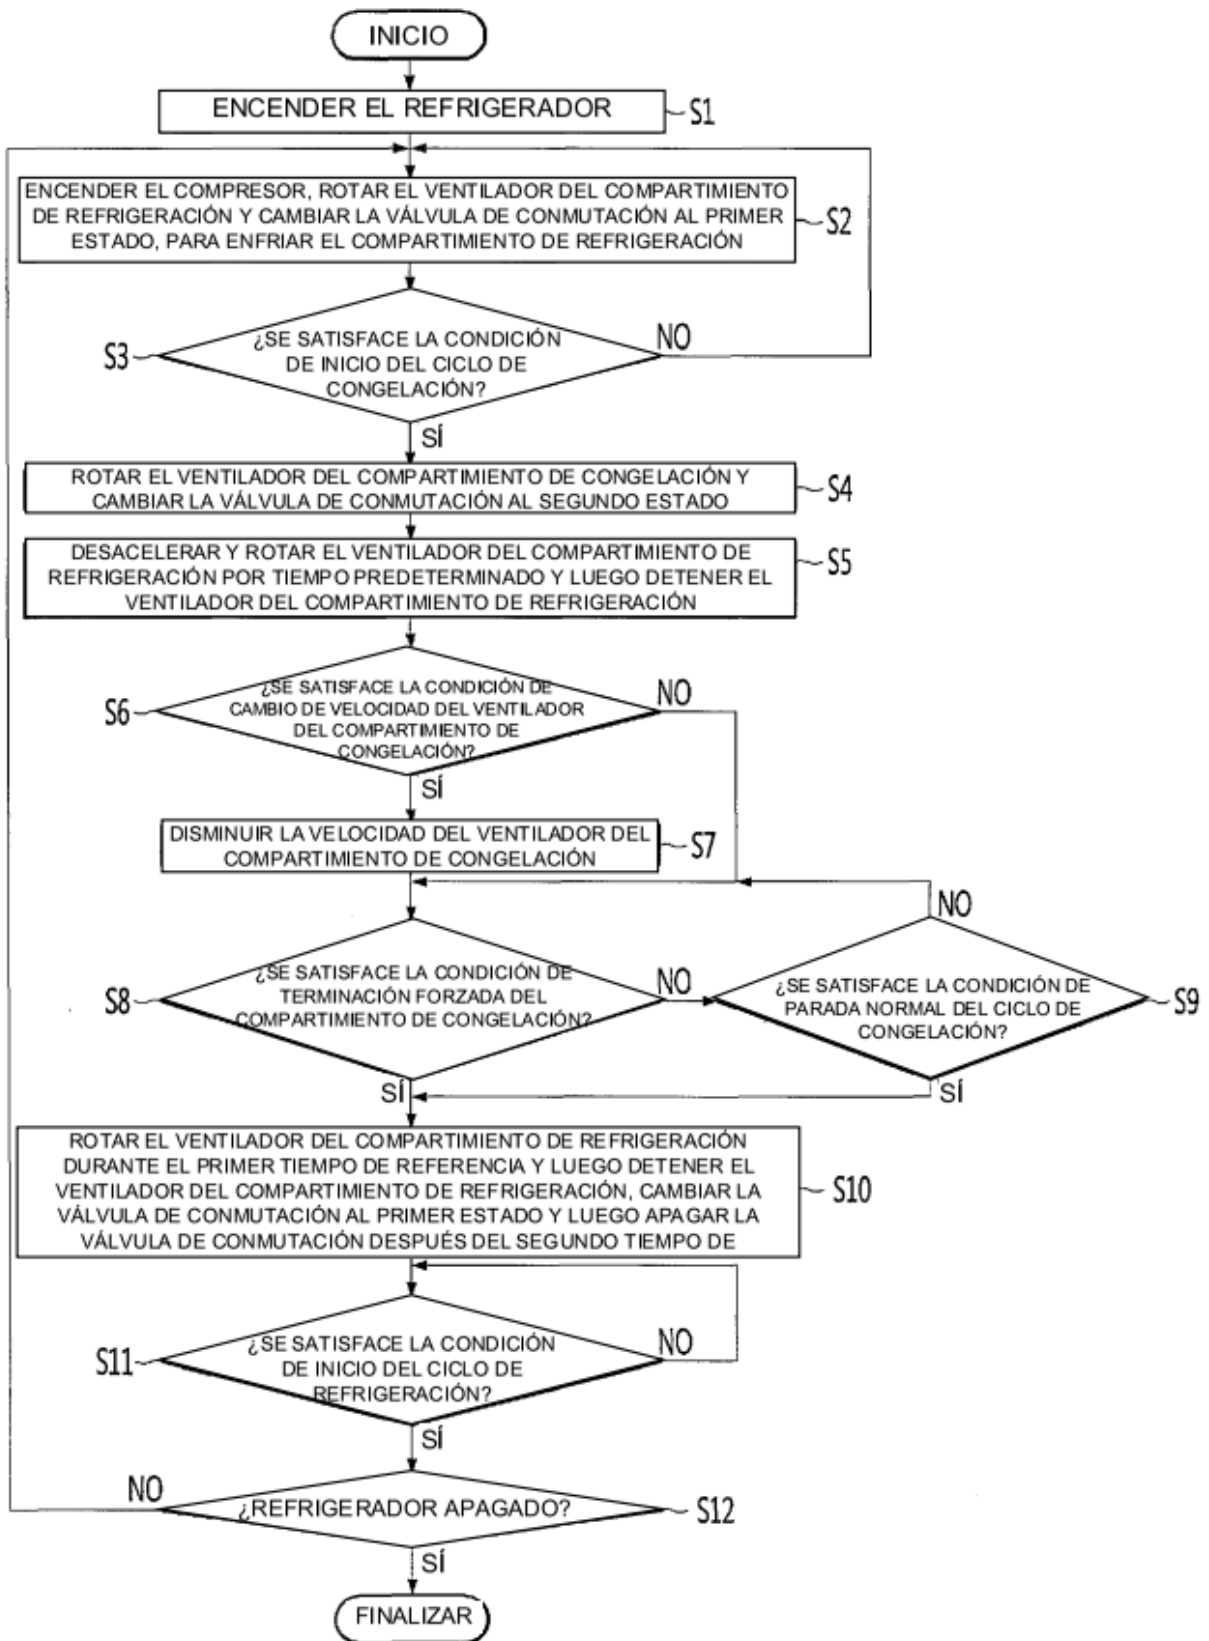 INICIO
ENCENDER EL REFRIGERADOR
S1
ENCENDER EL COMPRESOR, ROTAR EL VENTILADOR DEL COMPARTIMIENTO
DE REFRIGERACIÓN Y CAMBIAR LA VÁLVULA DE CONMUTACIÓN AL PRIMER
ESTADO, PARA ENFRIAR EL COMPARTIMIENTO DE REFRIGERACIÓN
S2
¿SE SATISFACE LA CONDICIÓN
DE INICIO DEL CICLO DE
CONGELACIÓN?
S3
NO
SÍ
ROTAR EL VENTILADOR DEL COMPARTIMIENTO DE CONGELACIÓN Y
CAMBIAR LA VÁLVULA DE CONMUTACIÓN AL SEGUNDO ESTADO
S4
DESACELERAR Y ROTAR EL VENTILADOR DEL COMPARTIMIENTO DE
REFRIGERACIÓN POR TIEMPO PREDETERMINADO Y LUEGO DETENER EL
VENTILADOR DEL COMPARTIMIENTO DE REFRIGERACIÓN
S5
¿SE SATISFACE LA CONDICIÓN DE
CAMBIO DE VELOCIDAD DEL VENTILADOR
DEL COMPARTIMIENTO DE
CONGELACIÓN?
S6
NO
SÍ
DISMINUIR LA VELOCIDAD DEL VENTILADOR DEL
COMPARTIMIENTO DE CONGELACIÓN
S7
¿SE SATISFACE LA CONDICIÓN DE
TERMINACIÓN FORZADA DEL
COMPARTIMIENTO DE CONGELACIÓN?
S8
NO
SÍ
¿SE SATISFACE LA CONDICIÓN DE
PARADA NORMAL DEL CICLO DE
CONGELACIÓN?
S9
NO
SÍ
ROTAR EL VENTILADOR DEL COMPARTIMIENTO DE REFRIGERACIÓN
DURANTE EL PRIMER TIEMPO DE REFERENCIA Y LUEGO DETENER EL
VENTILADOR DEL COMPARTIMIENTO DE REFRIGERACIÓN, CAMBIAR LA
VÁLVULA DE CONMUTACIÓN AL PRIMER ESTADO Y LUEGO APAGAR LA
VÁLVULA DE CONMUTACIÓN DESPUÉS DEL SEGUNDO TIEMPO DE
S10
¿SE SATISFACE LA CONDICIÓN
DE INICIO DEL CICLO DE
REFRIGERACIÓN?
S11
NO
SÍ
¿REFRIGERADOR APAGADO?
S12
NO
SÍ
FINALIZAR